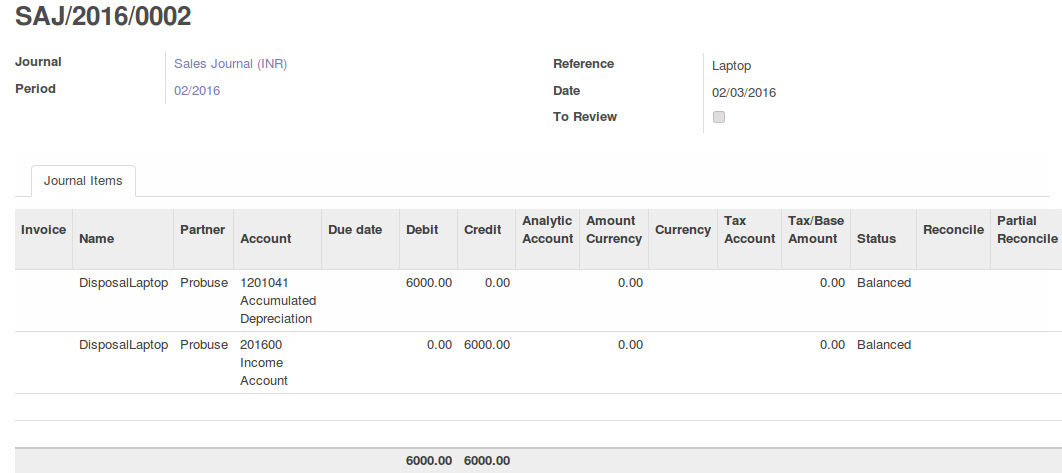 SAJ/2016/0002
Journal Sales Journal (INR) Reference Laptop
Period 02/2016 Date 02/03/2016
To Review
Journal Items
Invoice Name Partner Account Due date Debit Credit Analytic Account Amount Currency Currency Tax Account Tax/Base Amount Status Reconcile Partial Reconcile
DisposalLaptop Probuse 1201041 6000.00 0.00 0.00 0.00 Balanced
Accumulated
Depreciation
DisposalLaptop Probuse 201600 0.00 6000.00 0.00 0.00 Balanced
Income
Account
6000.00 6000.00